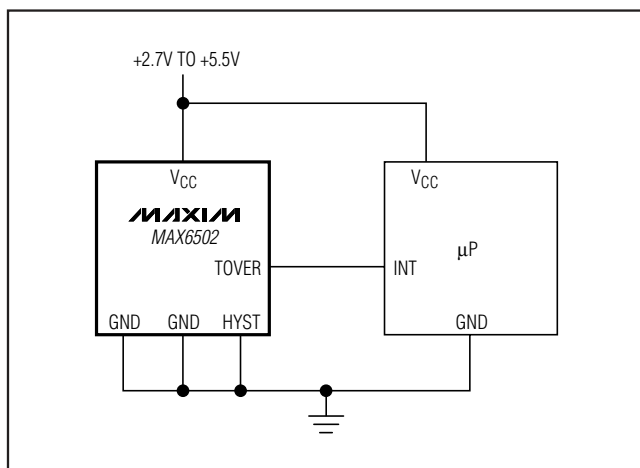 +2.7V TO +5.5V
VCC
VCC
MAXIM
MAX6502
µP
TOVER
INT
GND GND HYST
GND